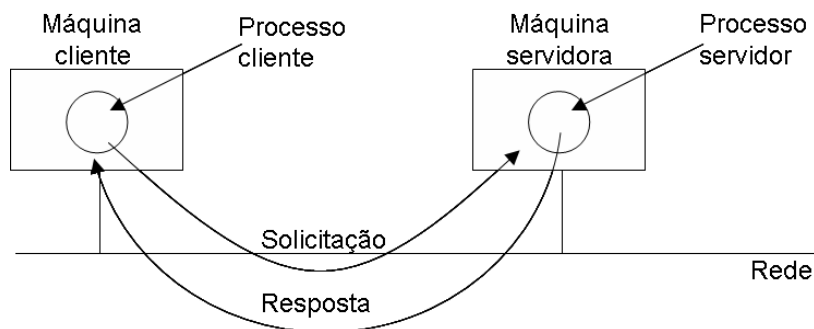 Máquina
cliente
Processo
cliente
Máquina
servidora
Processo
servidor
Solicitação
Rede
Resposta